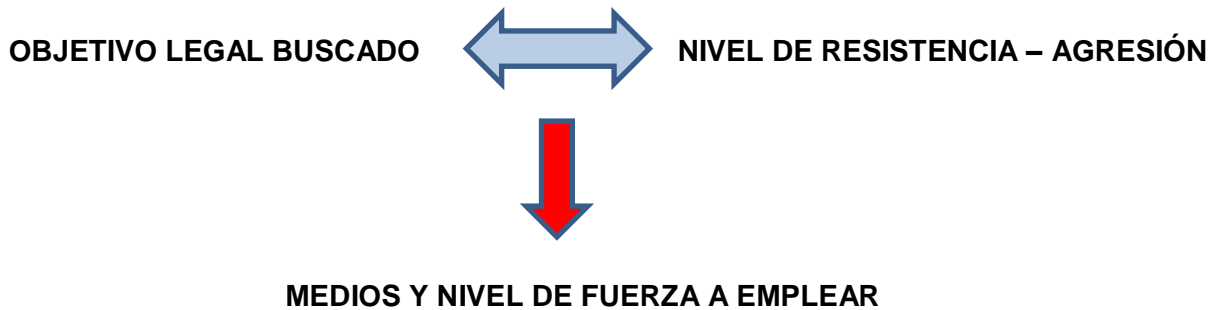 OBJETIVO LEGAL BUSCADO
NIVEL DE RESISTENCIA – AGRESIÓN
MEDIOS Y NIVEL DE FUERZA A EMPLEAR